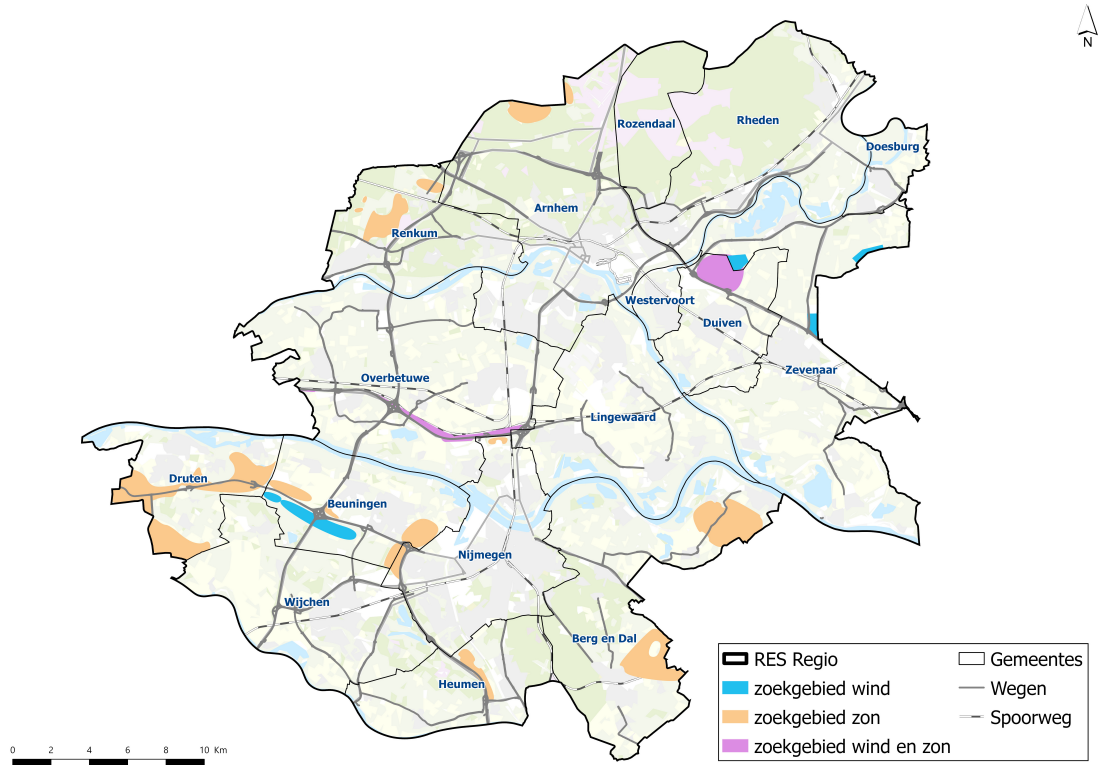 N
Rozendaal
Rheden
Doesburg
Arnhem
Renkum
Westervoort
Duiven
Zevenaar
Overbetuwe
Lingewaard
Druten
Beuningen
Nijmegen
Wijchen
Berg en Dal
Heumen
RES Regio
zoekgebied wind
zoekgebied zon
zoekgebied wind en zon
Gemeentes
Wegen
Spoorweg
0 2 4 6 8 10 Km